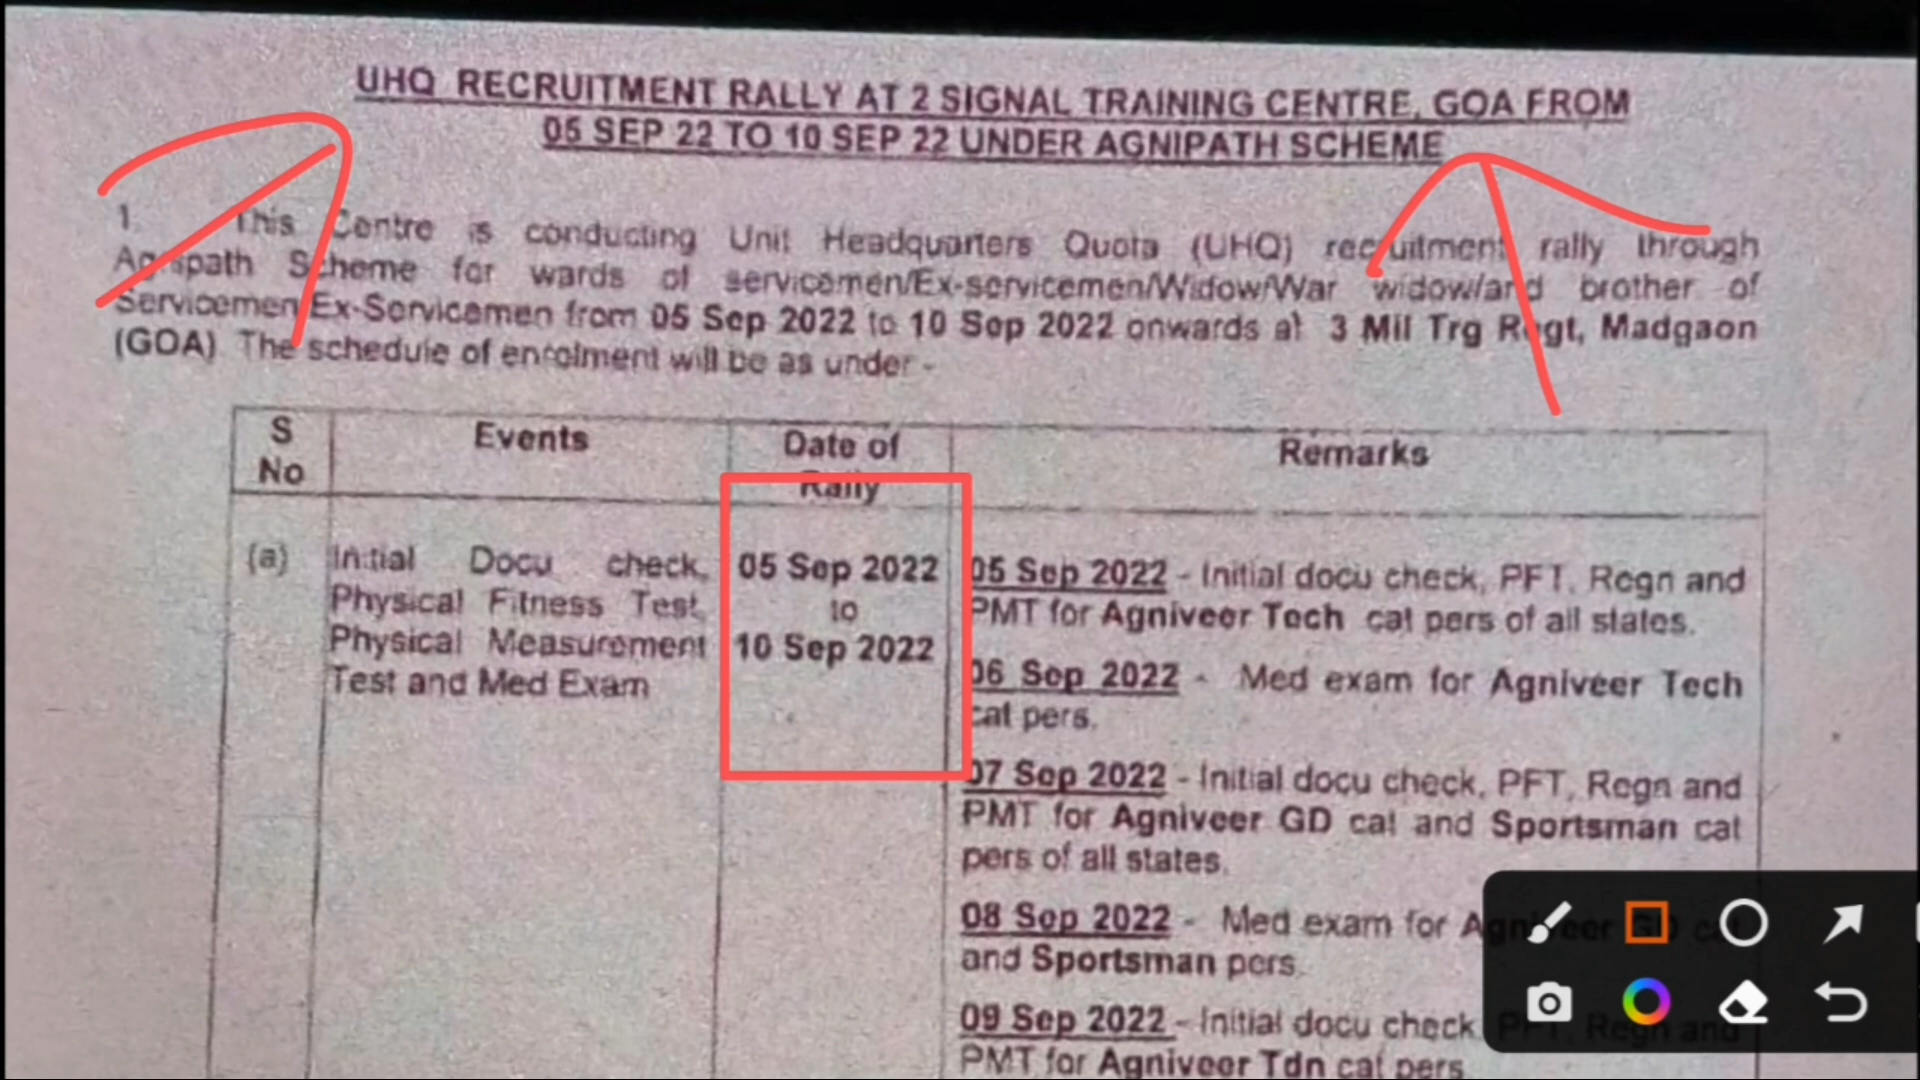 UHQ RECRUITMENT RALLY AT 2 SIGNAL TRAINING CENTRE, GOA FROM
05 SEP 22 TO 10 SEP 22 UNDER AGNIPATH SCHEME
1. This Centre is conducting Unit Headquarters Quota (UHQ) recruitment rally through
Agnipath Scheme for wards of servicemen/Ex-servicemen/Widow/War widow/and brother of
Servicemen/Ex-Servicemen from 05 Sep 2022 to 10 Sep 2022 onwards at 3 Mil Trg Regt, Madgaon
(GOA) The schedule of enrolment will be as under -
S No
Events
Date of Rally
Remarks
(a)
Initial Docu check,
Physical Fitness Test,
Physical Measurement
Test and Med Exam
05 Sep 2022
to
10 Sep 2022
05 Sep 2022 - Initial docu check, PFT, Regn and
PMT for Agniveer Tech cat pers of all states.
06 Sep 2022 - Med exam for Agniveer Tech
cat pers.
07 Sep 2022 - Initial docu check, PFT, Regn and
PMT for Agniveer GD cat and Sportsman cat
pers of all states.
08 Sep 2022 - Med exam for Agniveer GD cat
and Sportsman pers.
09 Sep 2022 - Initial docu check, PFT, Regn and
PMT for Agniveer Tdn cat pers